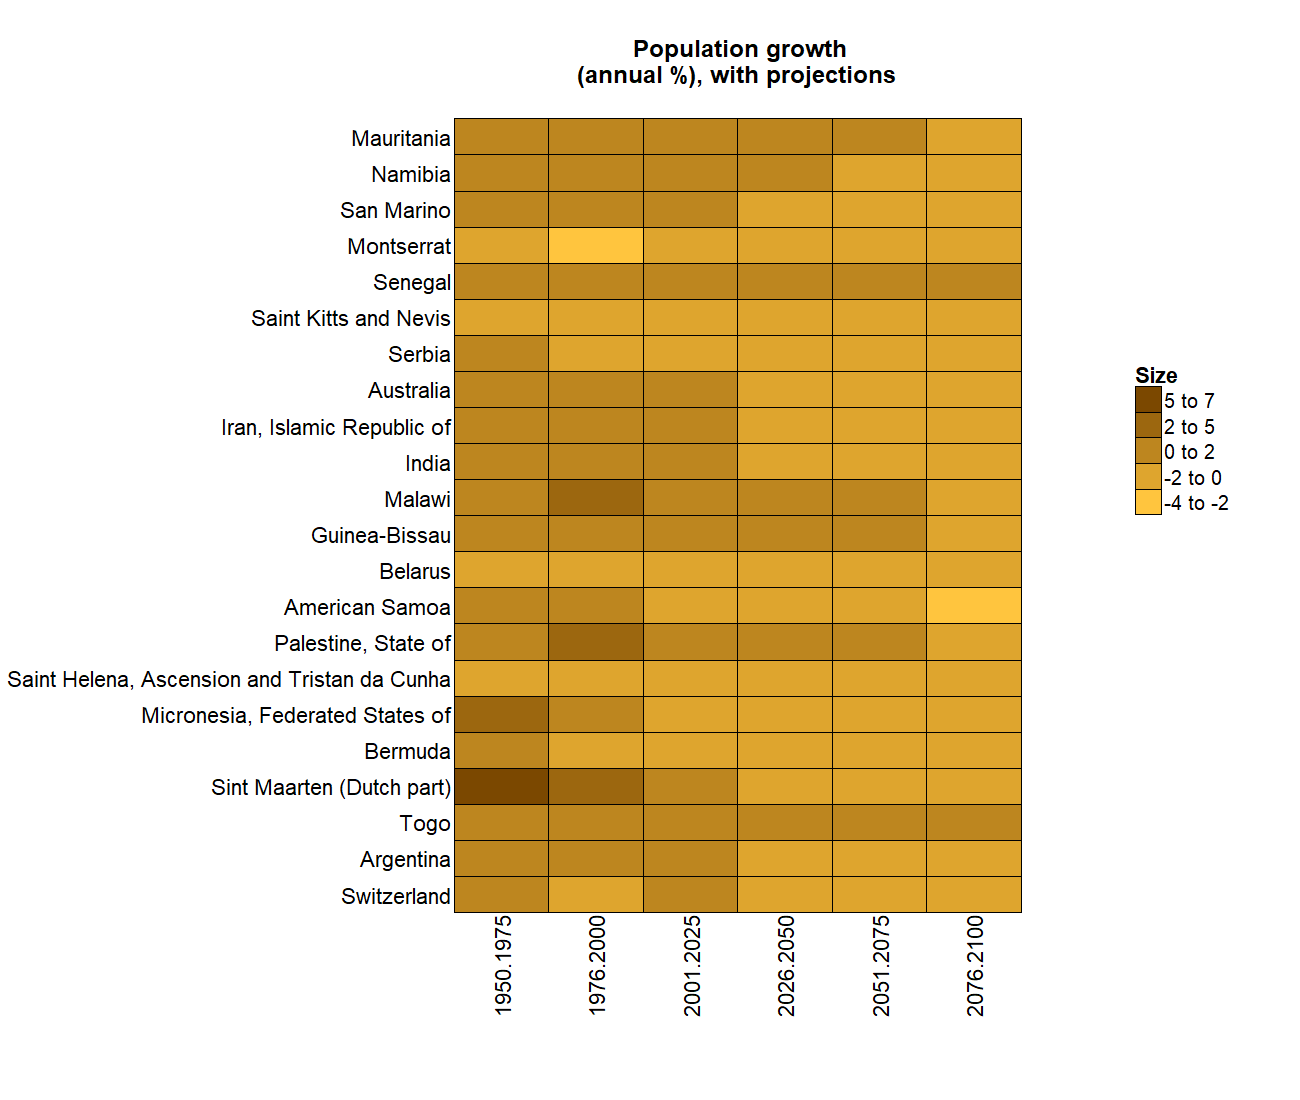 Population growth
(annual %), with projections
Mauritania
Namibia
San Marino
Montserrat
Senegal
Saint Kitts and Nevis
Serbia
Australia
Iran, Islamic Republic of
India
Malawi
Guinea-Bissau
Belarus
American Samoa
Palestine, State of
Saint Helena, Ascension and Tristan da Cunha
Micronesia, Federated States of
Bermuda
Sint Maarten (Dutch part)
Togo
Argentina
Switzerland
1950.1975
1976.2000
2001.2025
2026.2050
2051.2075
2076.2100
Size
5 to 7
2 to 5
0 to 2
-2 to 0
-4 to -2